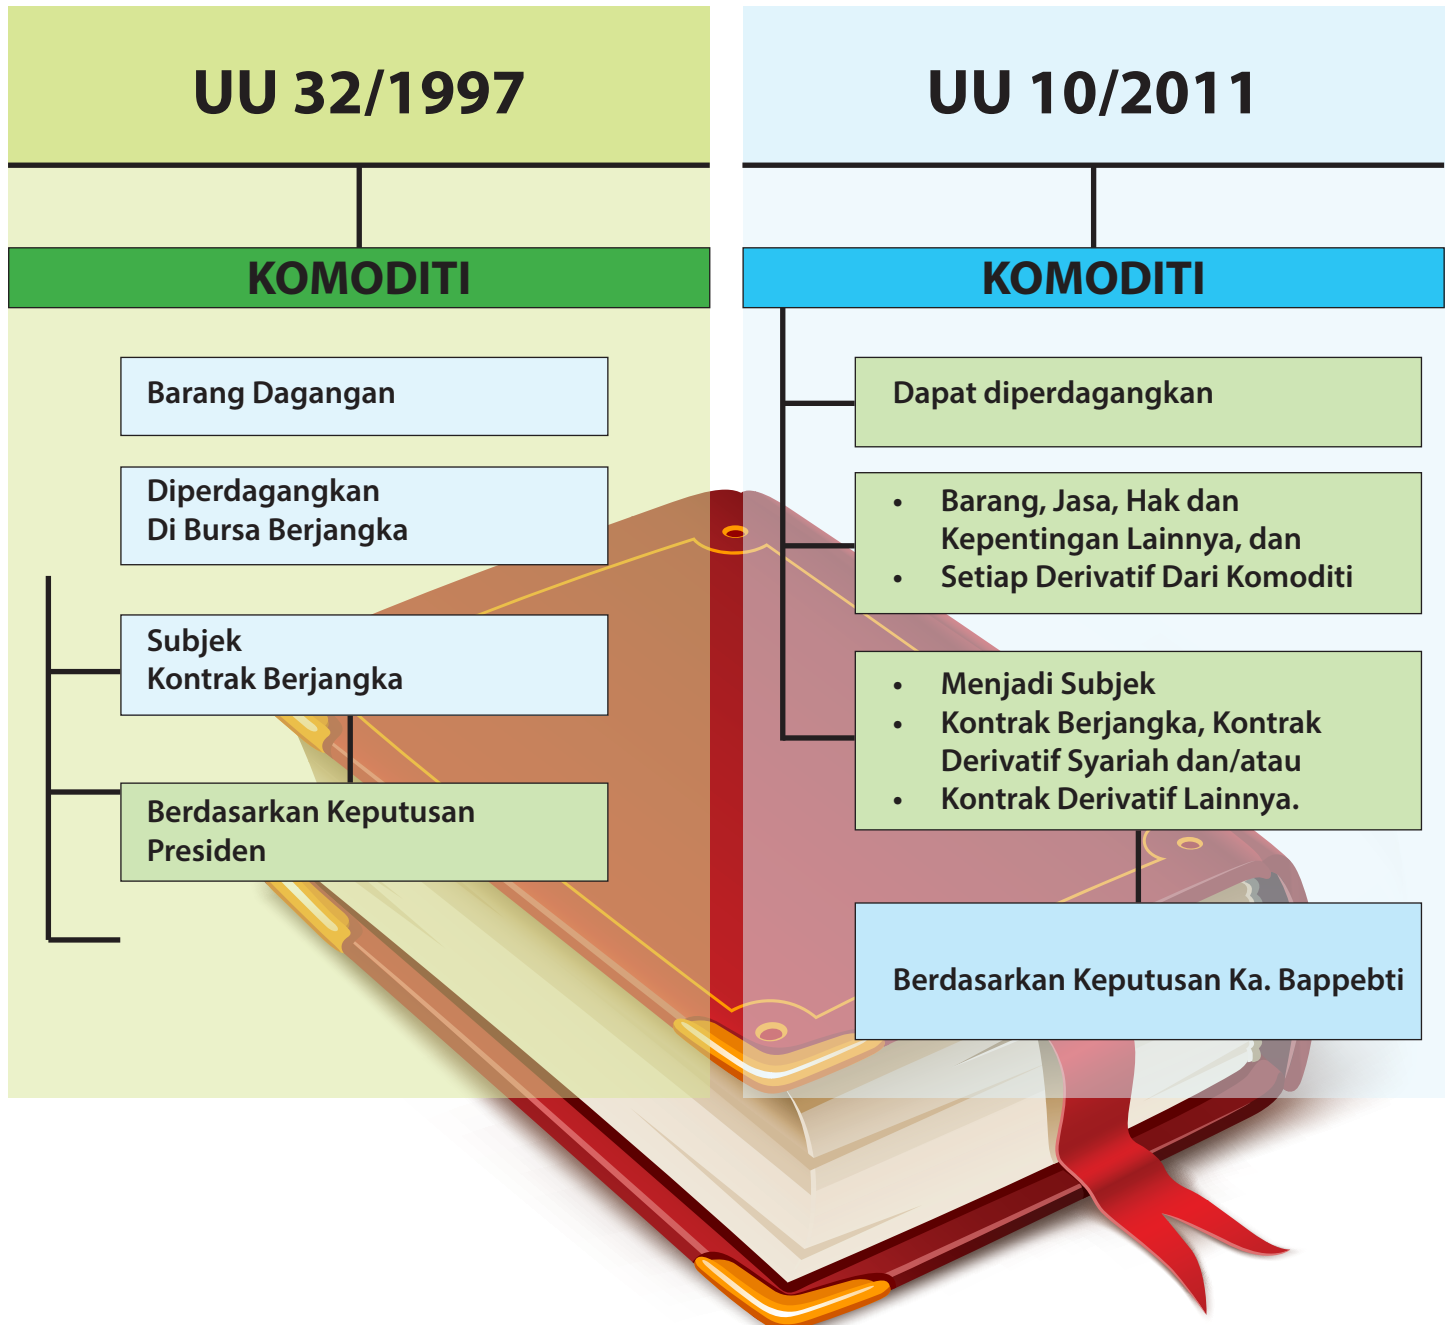 UU 32/1997
KOMODITI
Barang Dagangan
Diperdagangkan
Di Bursa Berjangka
Subjek
Kontrak Berjangka
Berdasarkan Keputusan
Presiden
UU 10/2011
KOMODITI
Dapat diperdagangkan
• Barang, Jasa, Hak dan
Kepentingan Lainnya, dan
• Setiap Derivatif Dari Komoditi
• Menjadi Subjek
• Kontrak Berjangka, Kontrak
Derivatif Syariah dan/atau
• Kontrak Derivatif Lainnya.
Berdasarkan Keputusan Ka. Bappebti